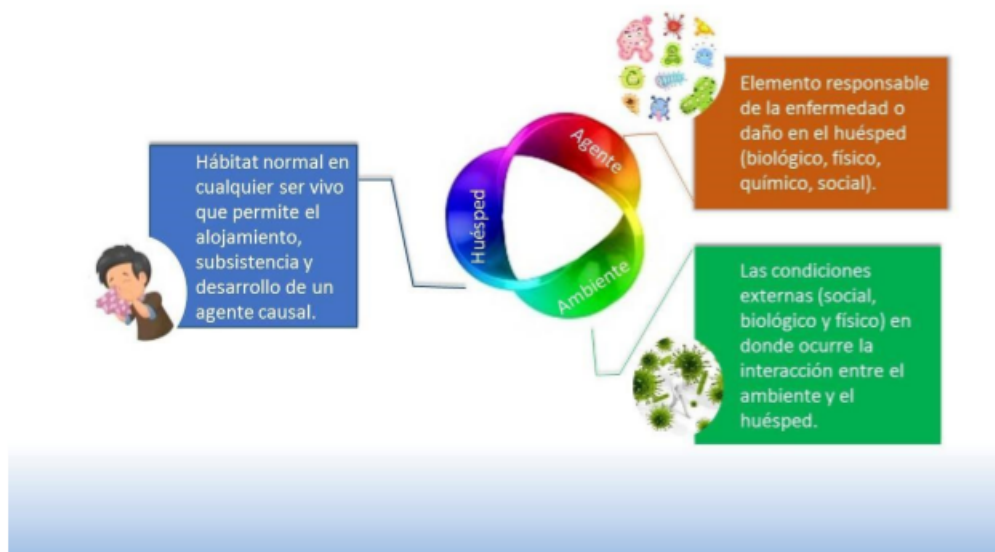 Hábitat normal en
cualquier ser vivo
que permite el
alojamiento,
subsistencia y
desarrollo de un
agente causal.
Huésped
Agente
Ambiente
Elemento responsable
de la enfermedad o
daño en el huésped
(biológico, físico,
químico, social).
Las condiciones
externas (social,
biológico y físico) en
donde ocurre la
interacción entre el
ambiente y el
huésped.